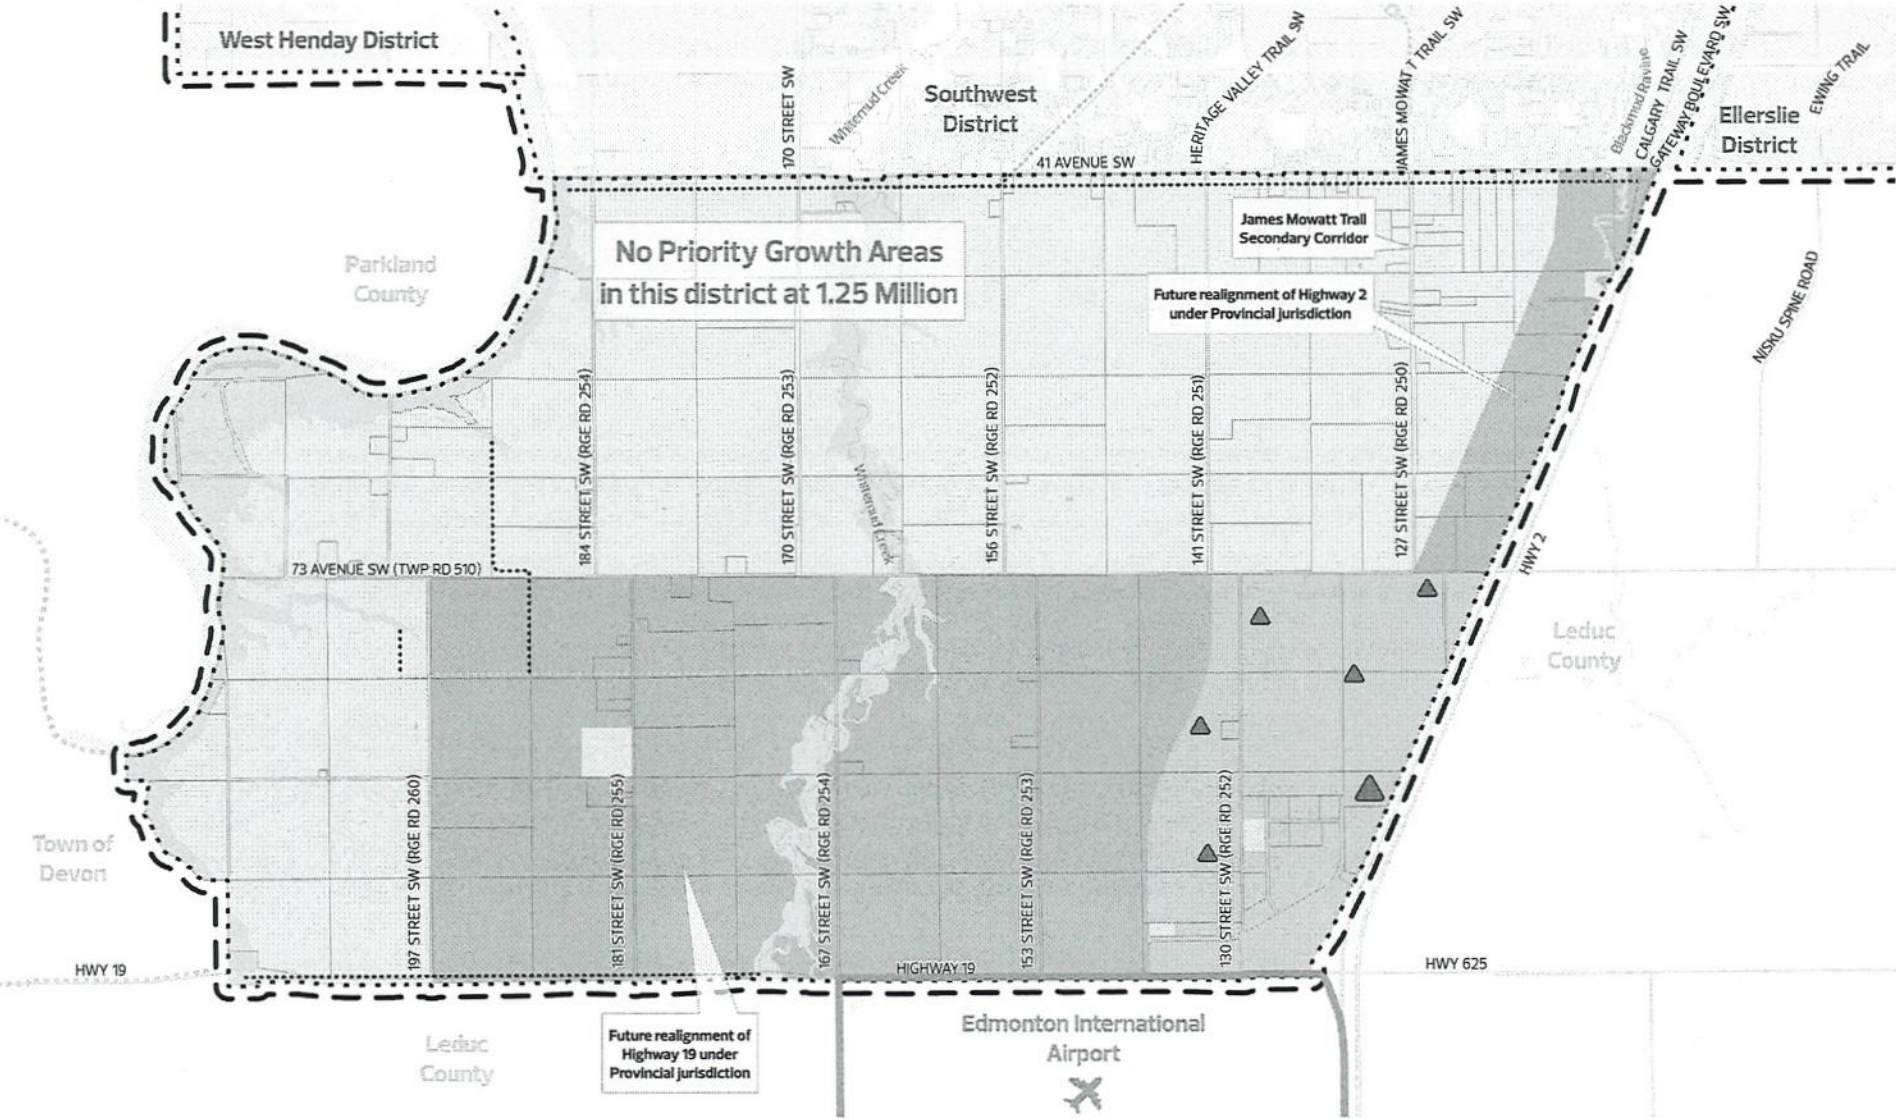 West Henday District
Southwest
District
Ellerslie
District
170 STREET SW
Whitemud Creek
HERITAGE VALLEY TRAIL SW
JAMES MOWATT TRAIL SW
Blackmud Ravine
CALGARY TRAIL SW
GATEWAY BOULEVARD SW
EWING TRAIL
41 AVENUE SW
James Mowatt Trail
Secondary Corridor
No Priority Growth Areas
in this district at 1.25 Million
Parkland
County
Future realignment of Highway 2
under Provincial jurisdiction
NISKU SPINE ROAD
184 STREET SW (RGE RD 254)
170 STREET SW (RGE RD 253)
Whitemud Creek
156 STREET SW (RGE RD 252)
141 STREET SW (RGE RD 251)
127 STREET SW (RGE RD 250)
HWY 2
73 AVENUE SW (TWP RD 510)
Leduc
County
Town of
Devon
197 STREET SW (RGE RD 260)
181 STREET SW (RGE RD 255)
167 STREET SW (RGE RD 254)
153 STREET SW (RGE RD 253)
130 STREET SW (RGE RD 252)
HWY 19
HIGHWAY 19
HWY 625
Leduc
County
Future realignment of
Highway 19 under
Provincial jurisdiction
Edmonton International
Airport